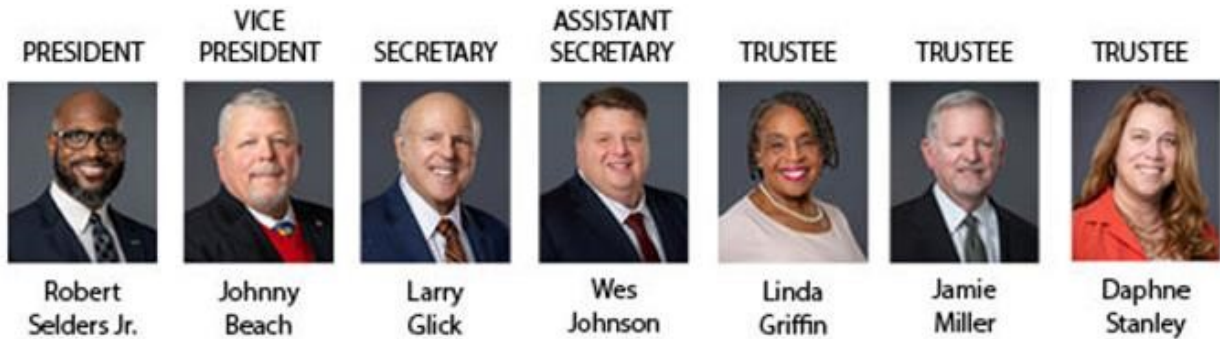 PRESIDENT
VICE
PRESIDENT
SECRETARY
ASSISTANT
SECRETARY
TRUSTEE
TRUSTEE
TRUSTEE
Robert
Selders Jr.
Johnny
Beach
Larry
Glick
Wes
Johnson
Linda
Griffin
Jamie
Miller
Daphne
Stanley